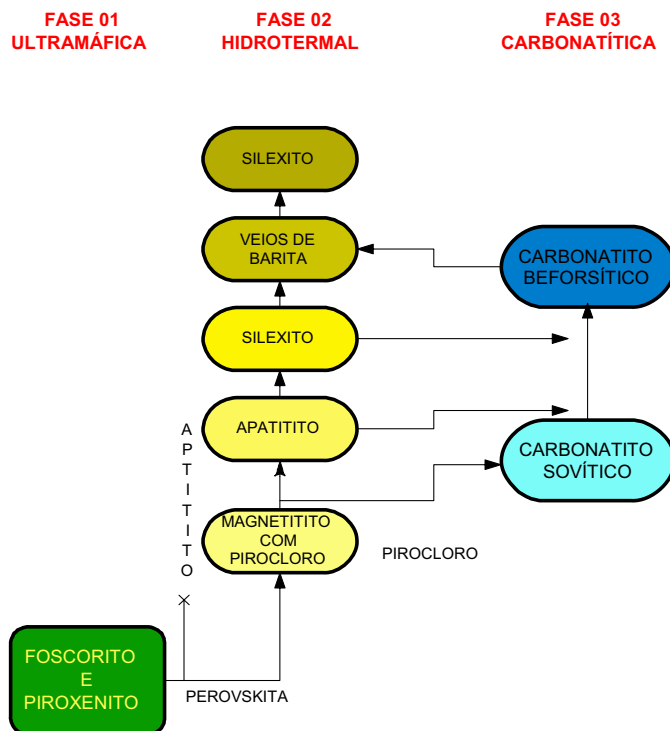 FASE 01
ULTRAMÁFICA
FASE 02
HIDROTERMAL
FASE 03
CARBONATÍTICA
SILEXITO
VEIOS DE
BARITA
CARBONATITO
BEFORSÍTICO
SILEXITO
APATITITO
CARBONATITO
SOVÍTICO
APTITITO
MAGNETITITO
COM
PIROCLORO
PIROCLORO
FOSCORITO
E
PIROXENITO
PEROVSKITA